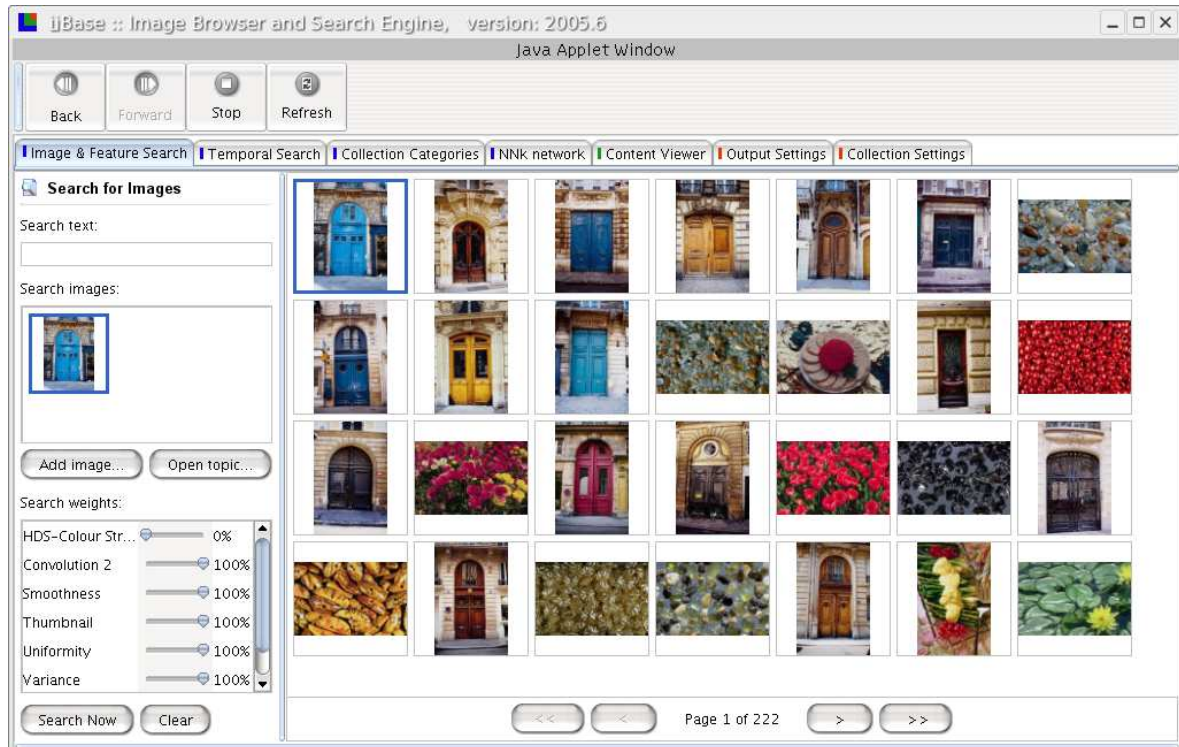 ijBase :: Image Browser and Search Engine, version: 2005.6
Java Applet Window
Back Forward Stop Refresh
Image & Feature Search Temporal Search Collection Categories NNk network Content Viewer Output Settings Collection Settings
Search for Images
Search text:
Search images:
Add image... Open topic...
Search weights:
HDS-Colour Str... 0%
Convolution 2 100%
Smoothness 100%
Thumbnail 100%
Uniformity 100%
Variance 100%
Search Now Clear
<< < Page 1 of 222 > >>